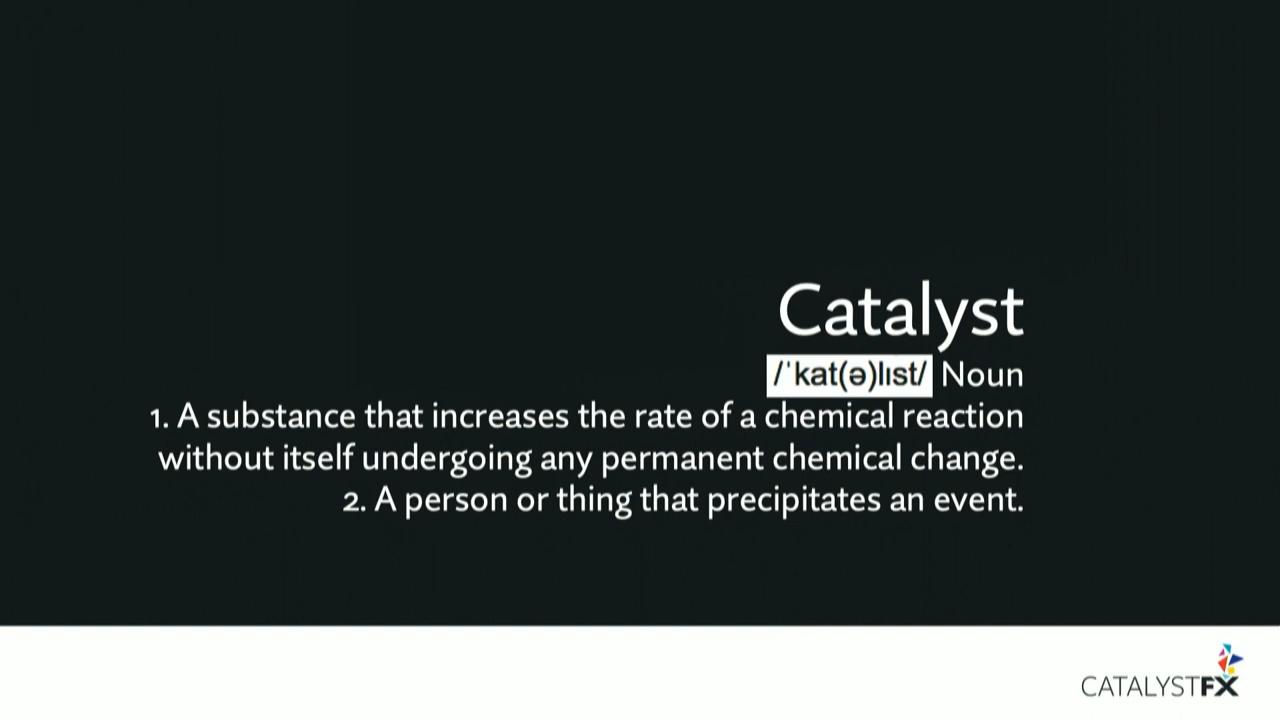 Catalyst
/ˈkat(ə)lɪst/ Noun
1. A substance that increases the rate of a chemical reaction
without itself undergoing any permanent chemical change.
2. A person or thing that precipitates an event.
CATALYSTFX